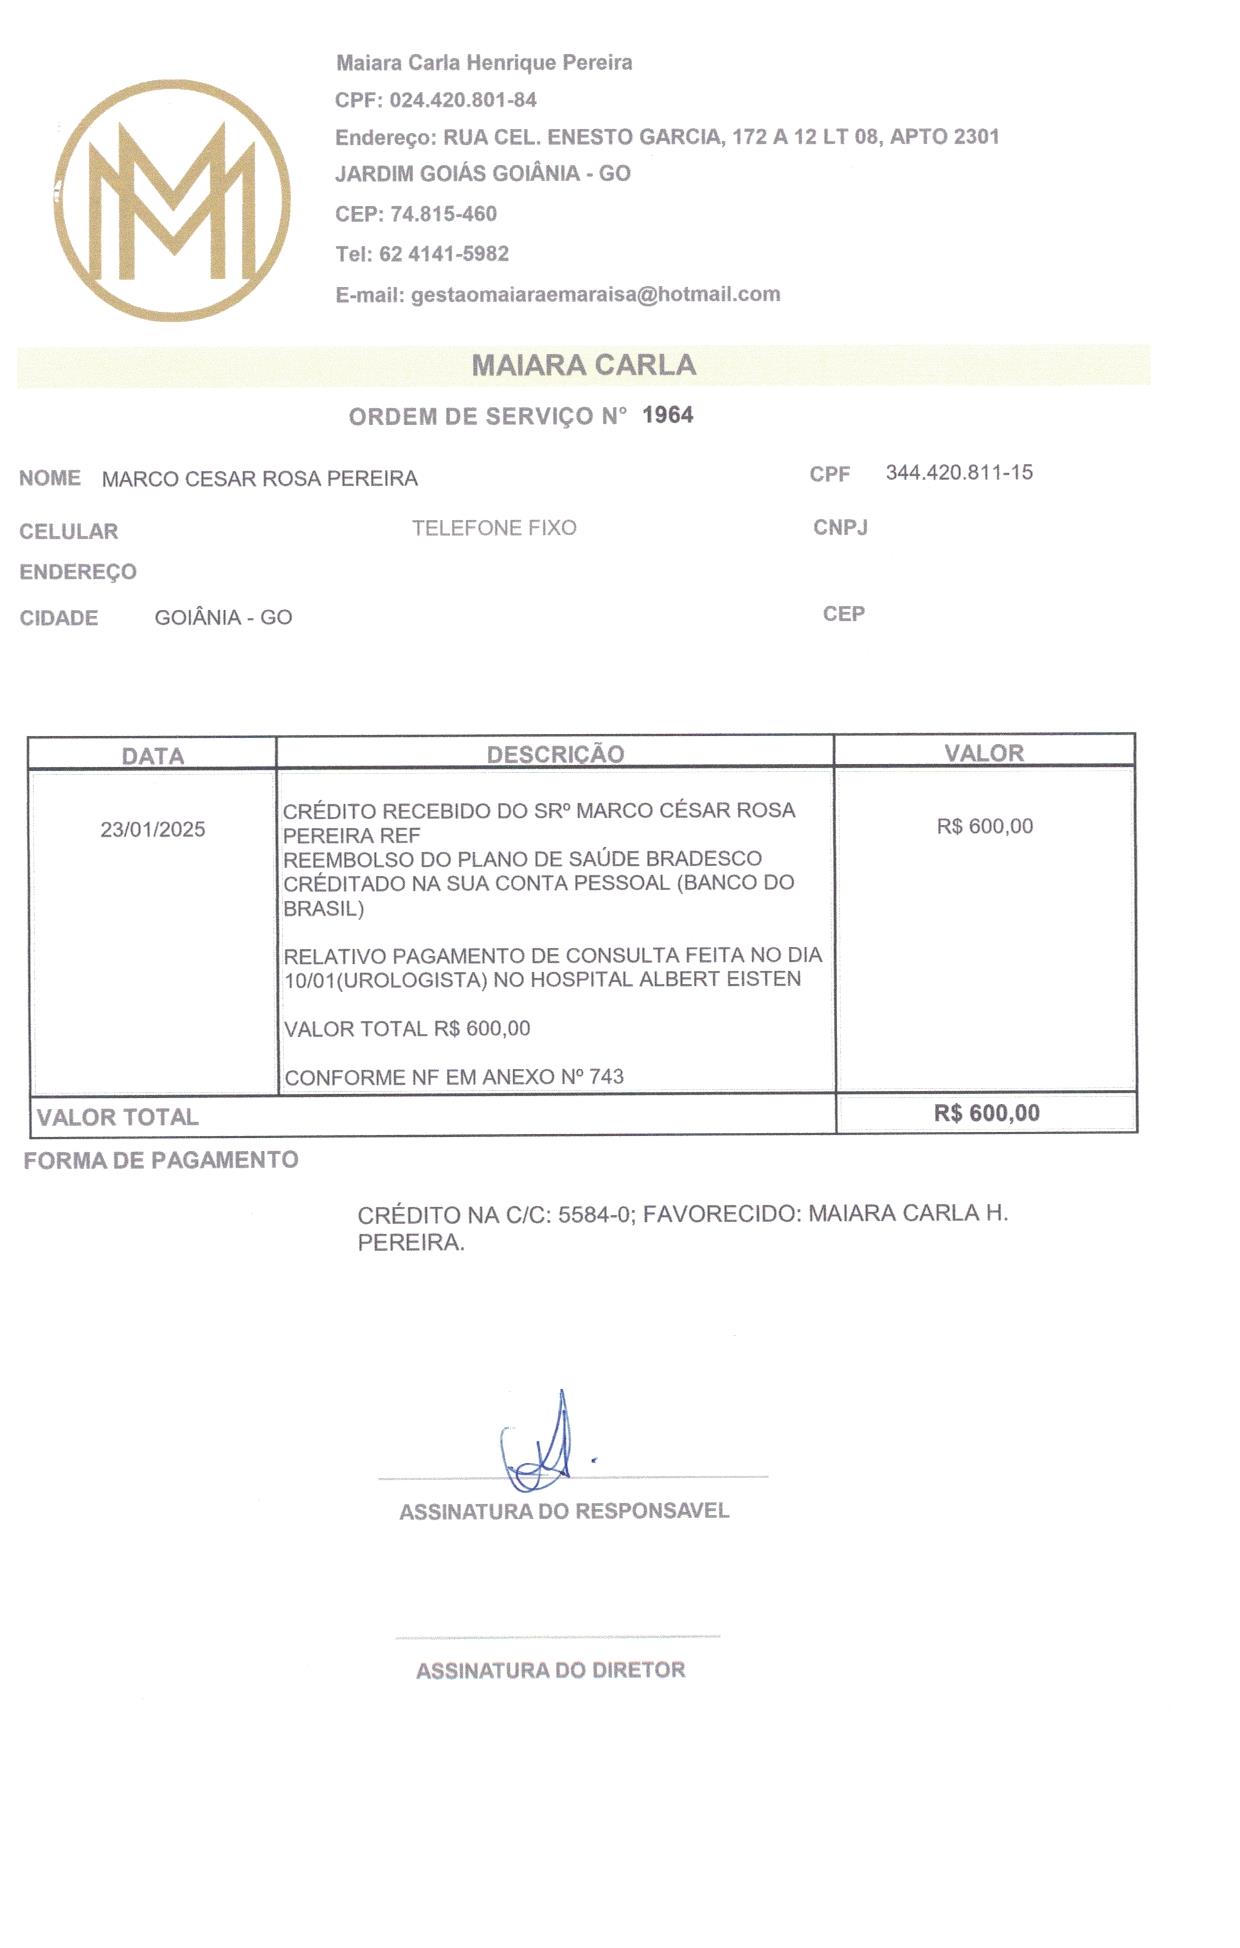 Maiara Carla Henrique Pereira
CPF: 024.420.801-84
Endereço: RUA CEL. ENESTO GARCIA, 172 A 12 LT 08, APTO 2301
JARDIM GOIÁS GOIÂNIA - GO
CEP: 74.815-460
Tel: 62 4141-5982
E-mail: gestaomaiaraemaraisa@hotmail.com
MAIARA CARLA
ORDEM DE SERVIÇO N° 1964
NOME MARCO CESAR ROSA PEREIRA CPF 344.420.811-15
CELULAR TELEFONE FIXO CNPJ
ENDEREÇO
CIDADE GOIÂNIA - GO CEP
DATA DESCRIÇÃO VALOR
CRÉDITO RECEBIDO DO SRº MARCO CÉSAR ROSA
23/01/2025 PEREIRA REF R$ 600,00
REEMBOLSO DO PLANO DE SAÚDE BRADESCO
CRÉDITADO NA SUA CONTA PESSOAL (BANCO DO
BRASIL)
RELATIVO PAGAMENTO DE CONSULTA FEITA NO DIA
10/01(UROLOGISTA) NO HOSPITAL ALBERT EISTEN
VALOR TOTAL R$ 600,00
CONFORME NF EM ANEXO Nº 743
VALOR TOTAL R$ 600,00
FORMA DE PAGAMENTO
CRÉDITO NA C/C: 5584-0; FAVORECIDO: MAIARA CARLA H.
PEREIRA.
ASSINATURA DO RESPONSAVEL
ASSINATURA DO DIRETOR